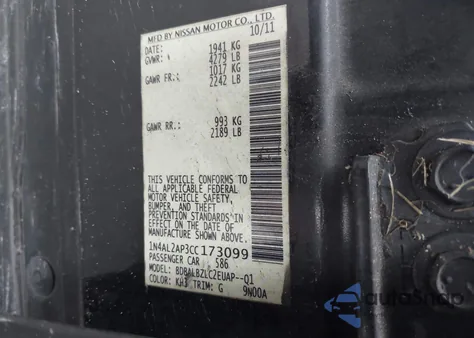 MFD BY NISSAN MOTOR CO., LTD.
DATE: 10/11
GVWR: 1941 KG
4279 LB
GAWR FR.: 1017 KG
2242 LB
GAWR RR.: 993 KG
2189 LB
THIS VEHICLE CONFORMS TO
ALL APPLICABLE FEDERAL
MOTOR VEHICLE SAFETY,
BUMPER, AND THEFT
PREVENTION STANDARDS IN
EFFECT ON THE DATE OF
MANUFACTURE SHOWN ABOVE.
1N4AL2AP3CC173099
PASSENGER CAR S86
MODEL: BDBALBZLC2EUAP--Q1
COLOR: KH3 TRIM: G 9N00A
autoSnap